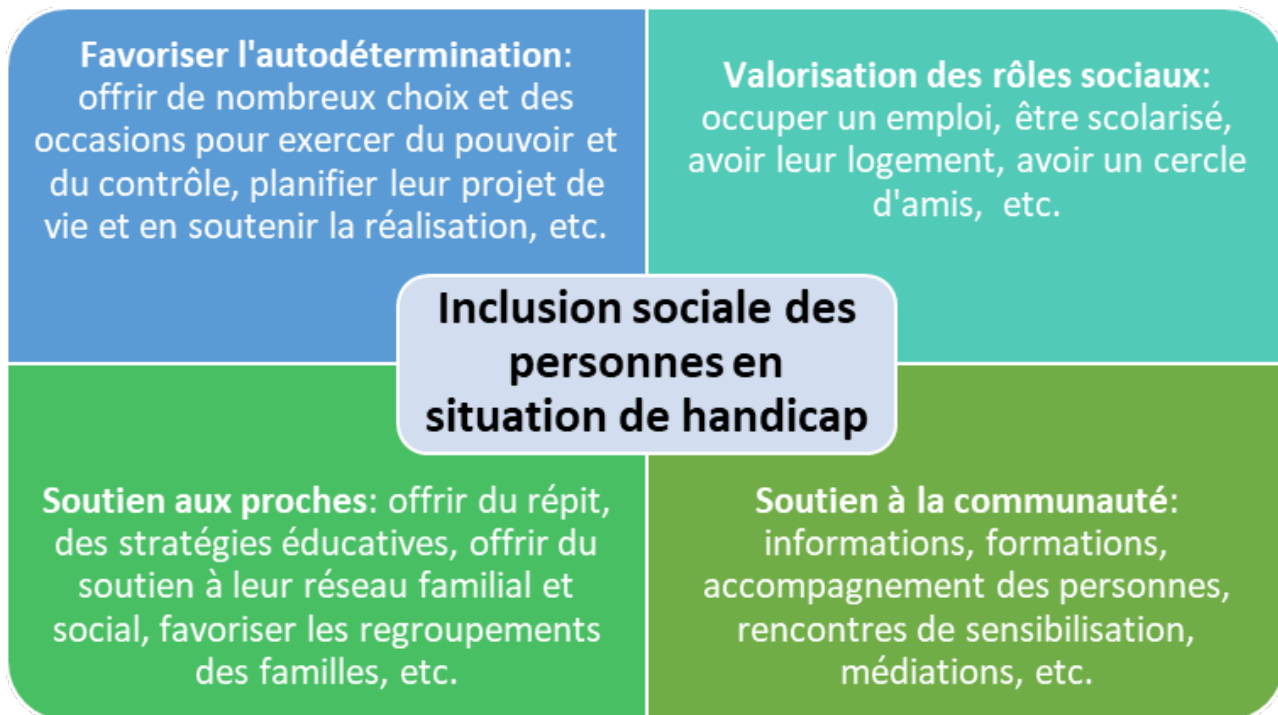 Favoriser l'autodétermination:
offrir de nombreux choix et des
occasions pour exercer du pouvoir et
du contrôle, planifier leur projet de
vie et en soutenir la réalisation, etc.
Valorisation des rôles sociaux:
occuper un emploi, être scolarisé,
avoir leur logement, avoir un cercle
d'amis, etc.
Inclusion sociale des
personnes en
situation de handicap
Soutien aux proches: offrir du répit,
des stratégies éducatives, offrir du
soutien à leur réseau familial et
social, favoriser les regroupements
des familles, etc.
Soutien à la communauté:
informations, formations,
accompagnement des personnes,
rencontres de sensibilisation,
médiations, etc.